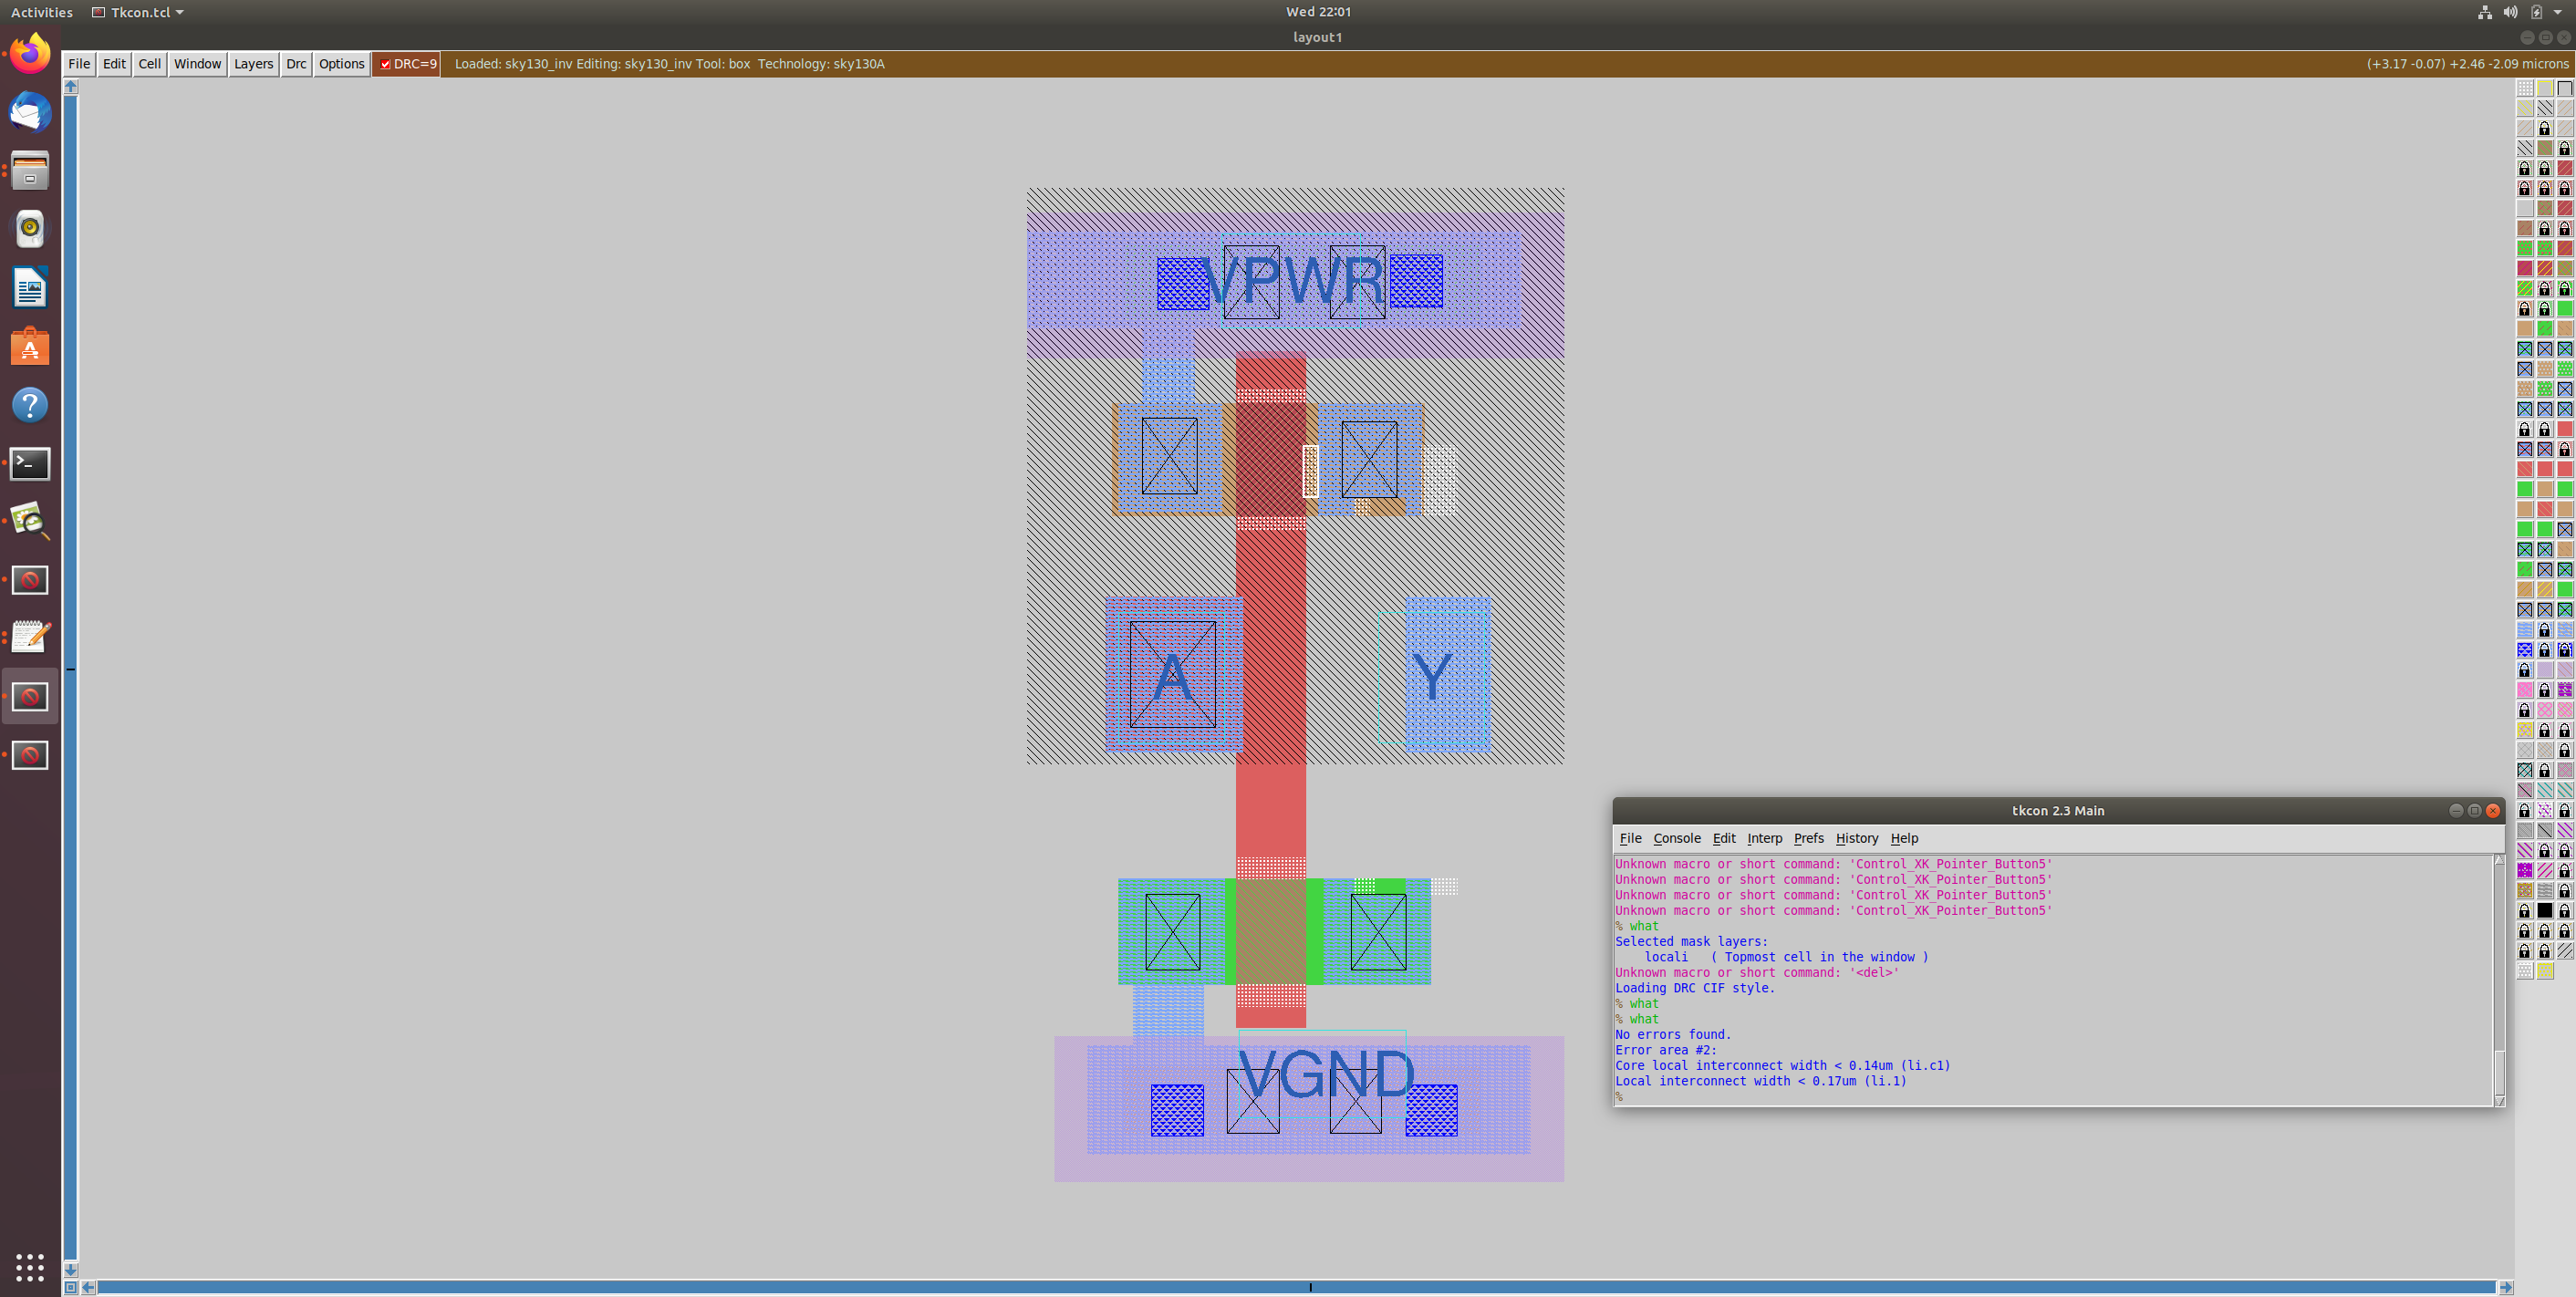 Activities Tkcon.tcl Wed 22:01
layout1
File Edit Cell Window Layers Drc Options DRC=9 Loaded: sky130_inv Editing: sky130_inv Tool: box Technology: sky130A (+3.17 -0.07) +2.46 -2.09 microns
VPWR
A Y
VGND
tkcon 2.3 Main
File Console Edit Interp Prefs History Help
Unknown macro or short command: 'Control_XK_Pointer_Button5'
Unknown macro or short command: 'Control_XK_Pointer_Button5'
Unknown macro or short command: 'Control_XK_Pointer_Button5'
Unknown macro or short command: 'Control_XK_Pointer_Button5'
% what
Selected mask layers:
locali ( Topmost cell in the window )
Unknown macro or short command: '<del>'
Loading DRC CIF style.
% what
% what
No errors found.
Error area #2:
Core local interconnect width < 0.14um (li.c1)
Local interconnect width < 0.17um (li.1)
%